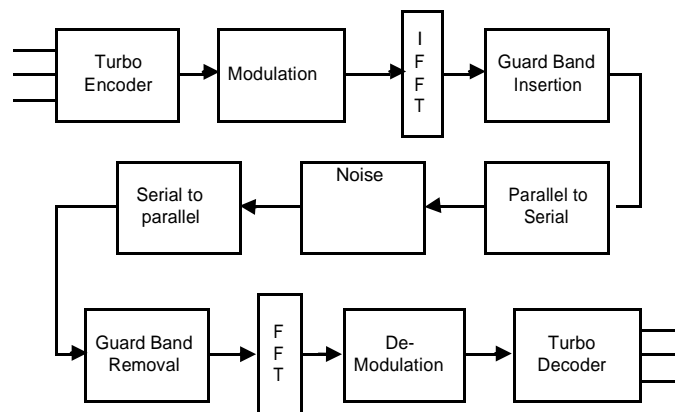 Turbo
Encoder
Modulation
I
F
F
T
Guard Band
Insertion
Serial to
parallel
Noise
Parallel to
Serial
Guard Band
Removal
F
F
T
De-
Modulation
Turbo
Decoder